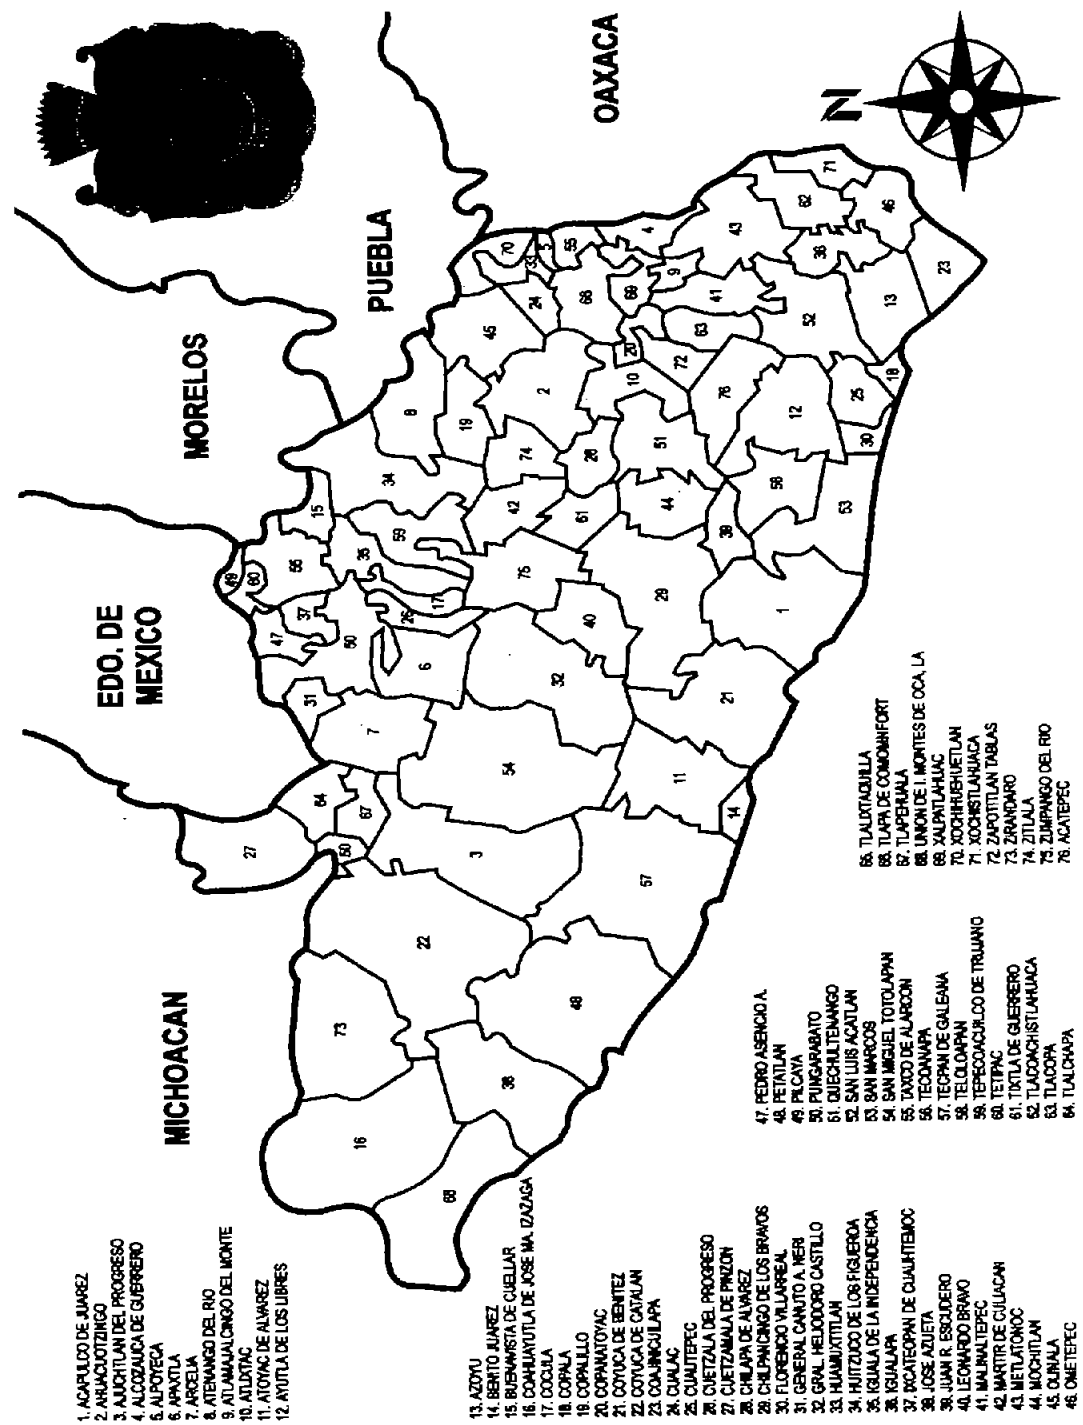 MICHOACAN
EDO. DE
MEXICO
MORELOS
PUEBLA
OAXACA
N
1. ACAPULCO DE JUAREZ
2. AHUACUOTZINGO
3. AJUCHTLAN DEL PROGRESO
4. ALCOZAUCA DE GUERRERO
5. ALPOYECA
6. APAXTLA
7. ARCELIA
8. ATENANGO DEL RIO
9. ATLAMAJALCINGO DEL MONTE
10. ATLIXTAC
11. ATOYAC DE ALVAREZ
12. AYUTLA DE LOS LIBRES
13. AZOYU
14. BENITO JUAREZ
15. BUENAVISTA DE CUELLAR
16. COAHUAYUTLA DE JOSE MA. IZAZAGA
17. COCULA
18. COPALA
19. COPALILLO
20. COPANATOYAC
21. COYUCA DE BENITEZ
22. COYUCA DE CATALAN
23. CUAJINICUILAPA
24. CUALAC
25. CUAUTEPEC
26. CUETZALA DEL PROGRESO
27. CUETZAMALA DE PINZON
28. CHILAPA DE ALVAREZ
29. CHILPANCINGO DE LOS BRAVOS
30. FLORENCIO VILLARREAL
31. GENERAL CANUTO A. NERI
32. GRAL. HELIODORO CASTILLO
33. HUAMUXTITLAN
34. HUITZUCO DE LOS FIGUEROA
35. IGUALA DE LA INDEPENDENCIA
36. IGUALAPA
37. IXCATEOPAN DE CUAUHTEMOC
38. JOSE AZUETA
39. JUAN R. ESCUDERO
40. LEONARDO BRAVO
41. MALINALTEPEC
42. MARTIR DE CULIACAN
43. METLATONOC
44. MOCHITLAN
45. OLINALA
46. OMETEPEC
47. PEDRO ASENCIO A.
48. PETATLAN
49. PILCAYA
50. PUNGARABATO
51. QUECHULTENANGO
52. SAN LUIS ACATLAN
53. SAN MARCOS
54. SAN MIGUEL TOTOLAPAN
55. TAXCO DE ALARCON
56. TECOANAPA
57. TECPAN DE GALEANA
58. TELOLOAPAN
59. TEPECOACUILCO DE TRUJANO
60. TETIPAC
61. TIXTLA DE GUERRERO
62. TLACOACHISTLAHUACA
63. TLACOPA
64. TLALCHAPA
65. TLALIXTAQUILLA
66. TLAPA DE COMOMNFORT
67. TLAPEHUALA
68. UNION DE I. MONTES DE OCA, LA
69. XALPATLAHUAC
70. XOCHIHUEHUETLAN
71. XOCHISTLAHUACA
72. ZAPOTITLAN TABLAS
73. ZIRANDARO
74. ZITLALA
75. ZUMPANGO DEL RIO
76. ACATEPEC